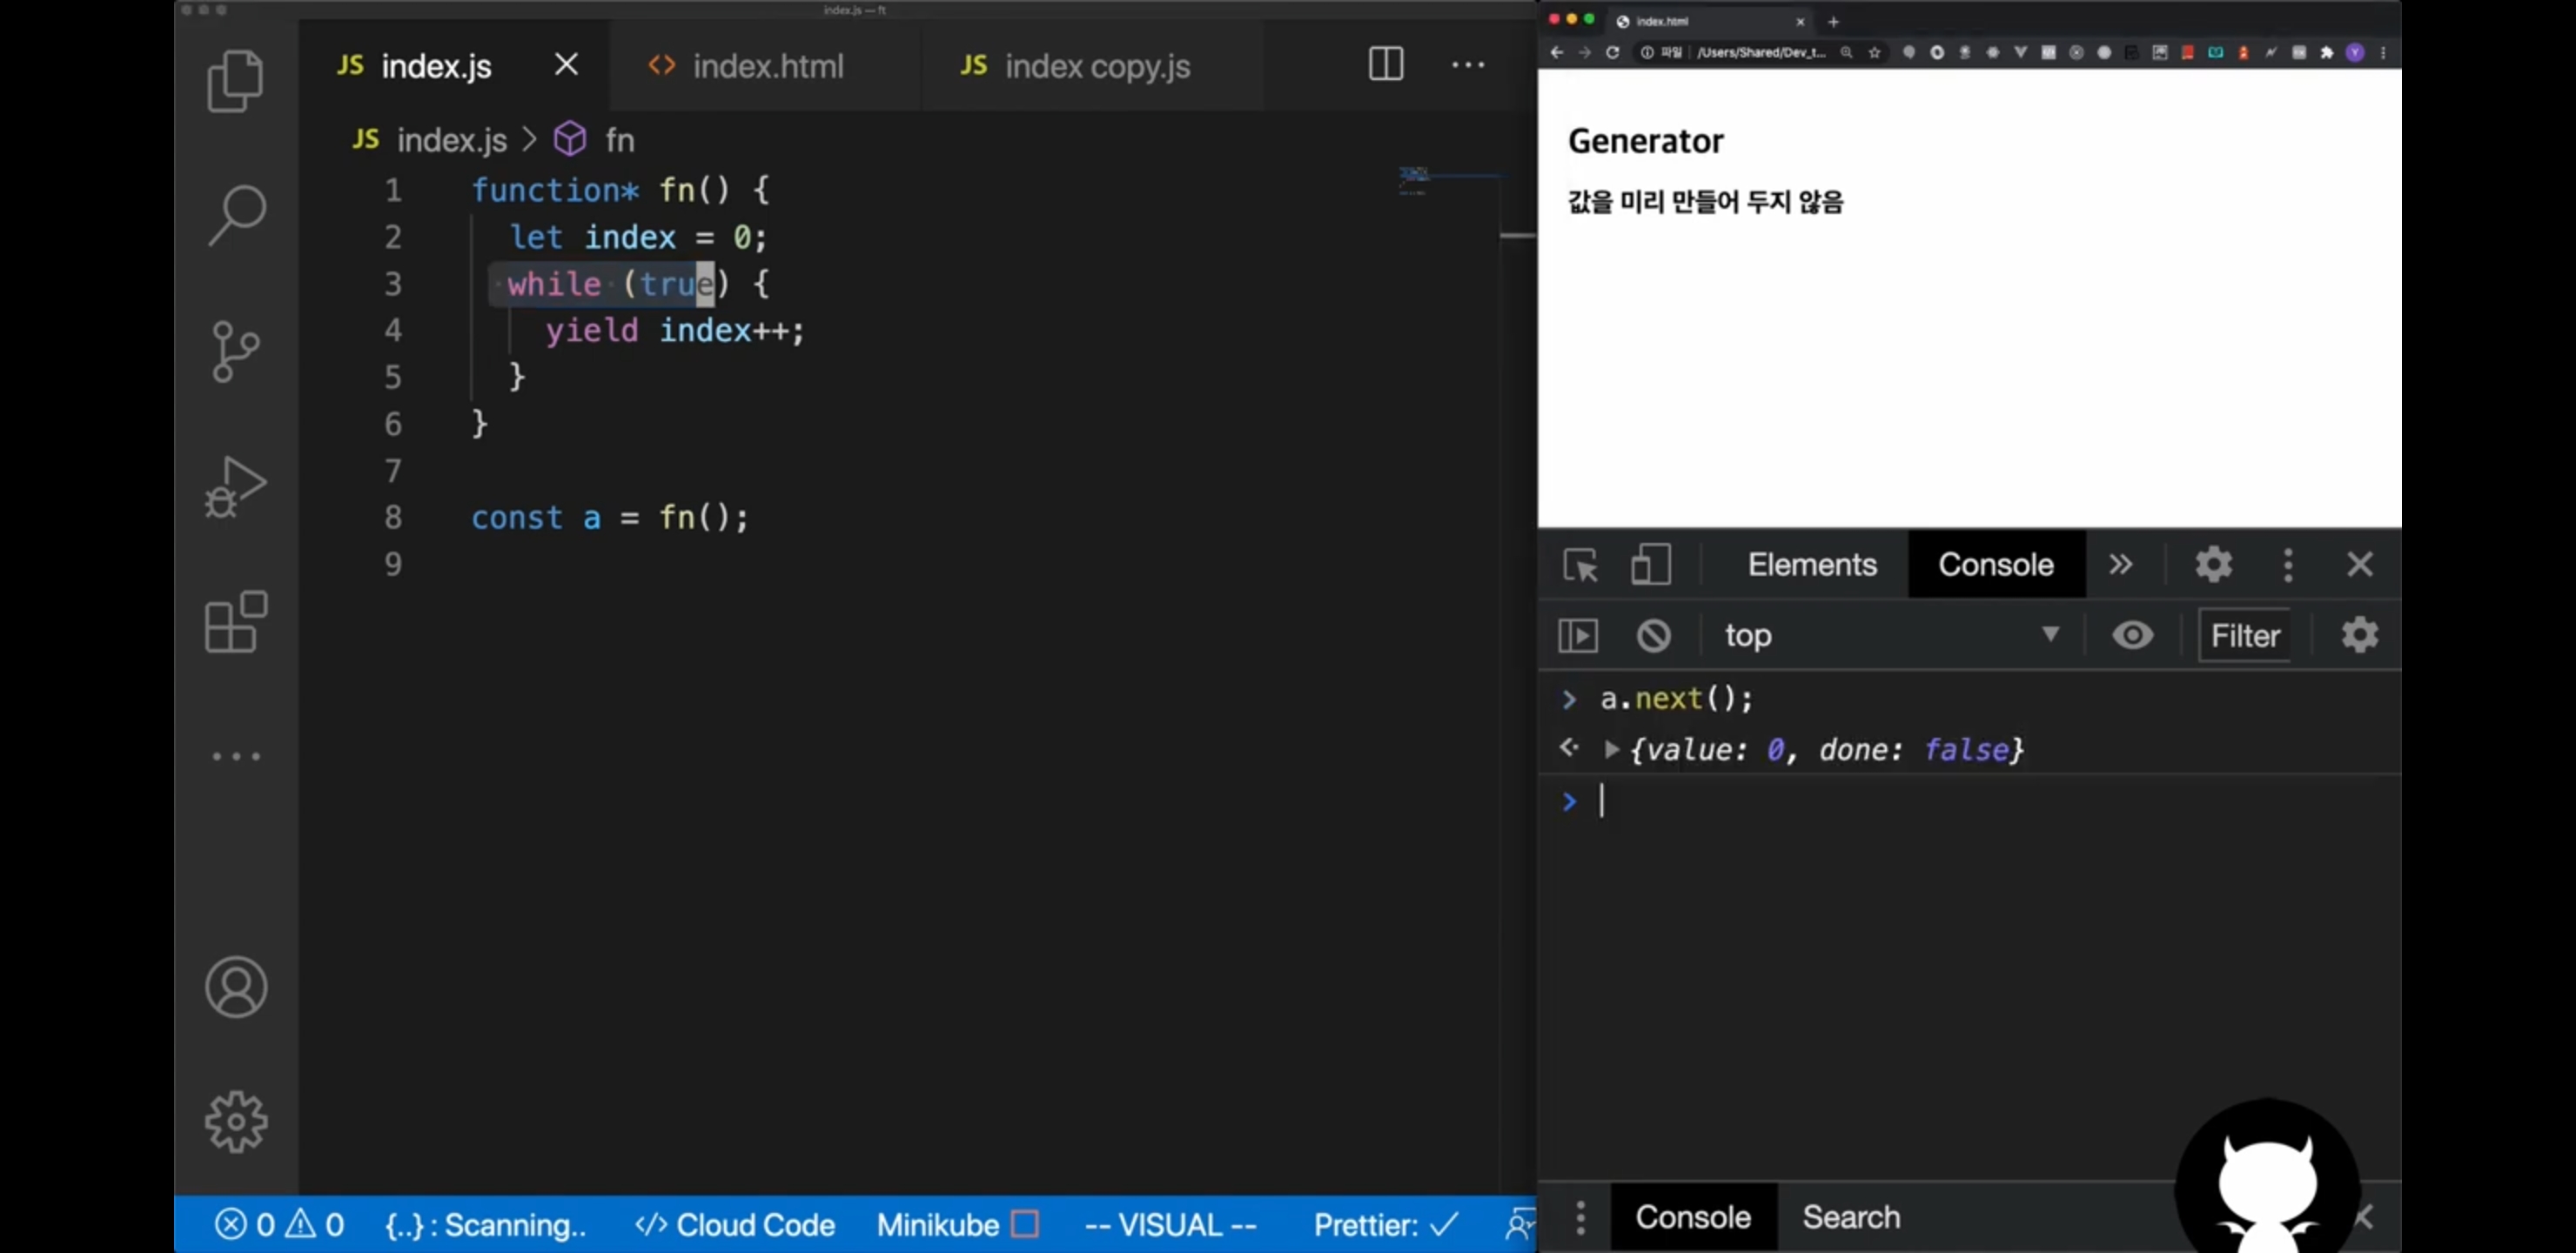 index.js — ft
JS index.js
<> index.html
JS index copy.js
JS index.js > fn
1 function* fn() {
2 let index = 0;
3 while (true) {
4 yield index++;
5 }
6 }
7
8 const a = fn();
9
0 0 {..} : Scanning.. </> Cloud Code Minikube -- VISUAL -- Prettier: ✓
index.html
파일 | /Users/Shared/Dev_t...
Generator
값을 미리 만들어 두지 않음
Elements Console
top Filter
> a.next();
{value: 0, done: false}
>
Console Search